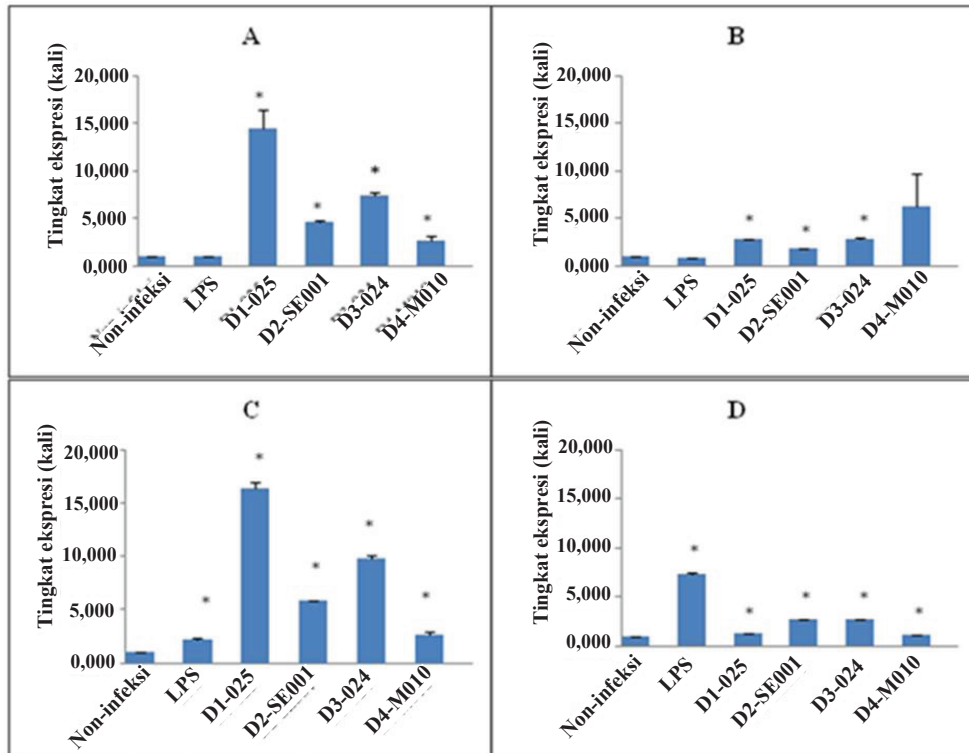 A
Tingkat ekspresi (kali)
20,000
*
15,000
*
10,000
*
*
5,000
0,000
Non-infeksi
LPS
D1-025
D2-SE001
D3-024
D4-M010
B
Tingkat ekspresi (kali)
20,000
15,000
10,000
5,000
*
*
*
0,000
Non-infeksi
LPS
D1-025
D2-SE001
D3-024
D4-M010
C
Tingkat ekspresi (kali)
20,000
*
15,000
*
10,000
*
*
*
5,000
0,000
Non-infeksi
LPS
D1-025
D2-SE001
D3-024
D4-M010
D
Tingkat ekspresi (kali)
20,000
15,000
10,000
*
5,000
*
*
*
*
0,000
Non-infeksi
LPS
D1-025
D2-SE001
D3-024
D4-M010